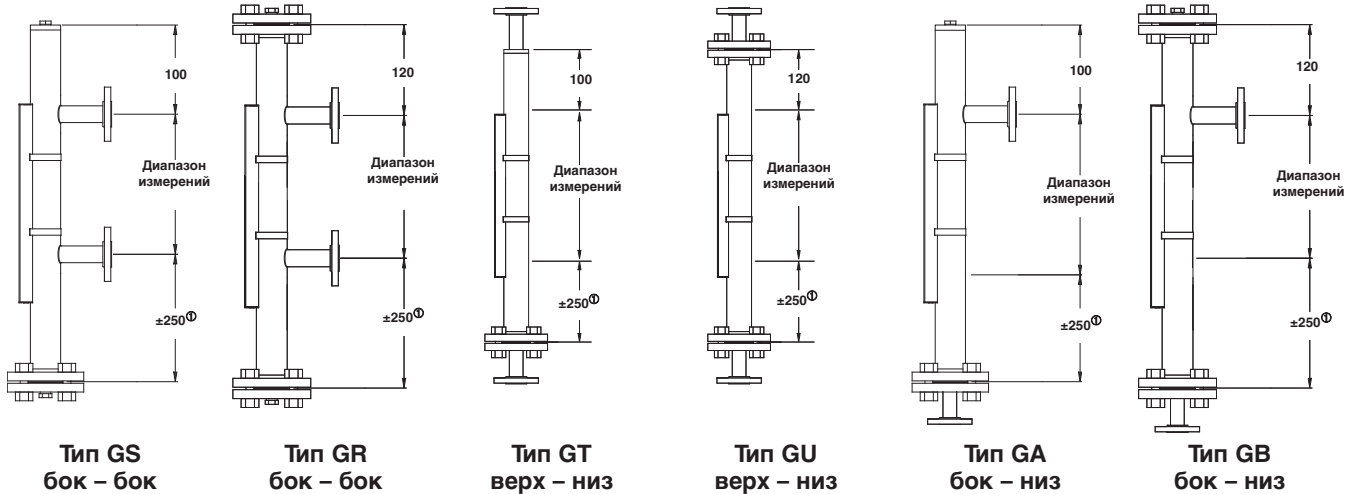 100
Диапазон
измерений
±250①
Тип GS
бок – бок
120
Диапазон
измерений
±250①
Тип GR
бок – бок
100
Диапазон
измерений
±250①
Тип GT
верх – низ
120
Диапазон
измерений
±250①
Тип GU
верх – низ
100
Диапазон
измерений
±250①
Тип GA
бок – низ
120
Диапазон
измерений
±250①
Тип GB
бок – низ